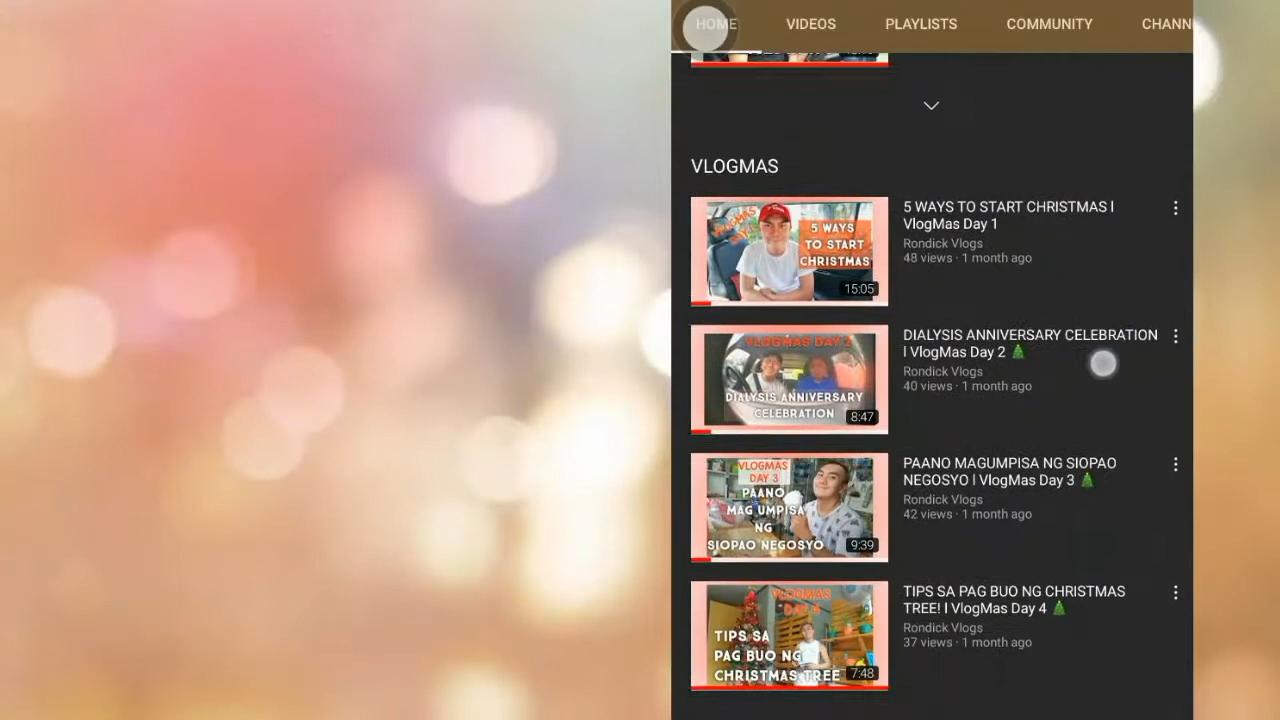 HOME VIDEOS PLAYLISTS COMMUNITY CHANN
VLOGMAS
5 WAYS
TO START
CHRISTMAS
15:05
5 WAYS TO START CHRISTMAS l
VlogMas Day 1
Rondick Vlogs
48 views · 1 month ago
VLOGMAS DAY 2
DIALYSIS ANNIVERSARY
CELEBRATION
8:47
DIALYSIS ANNIVERSARY CELEBRATION
l VlogMas Day 2 🎄
Rondick Vlogs
40 views · 1 month ago
VLOGMAS
DAY 3
PAANO
MAG UMPISA
NG
SIOPAO NEGOSYO
9:39
PAANO MAGUMPISA NG SIOPAO
NEGOSYO l VlogMas Day 3 🎄
Rondick Vlogs
42 views · 1 month ago
VLOGMAS
DAY 4
TIPS SA
PAG BUO NG
CHRISTMAS TREE
7:48
TIPS SA PAG BUO NG CHRISTMAS
TREE! l VlogMas Day 4 🎄
Rondick Vlogs
37 views · 1 month ago